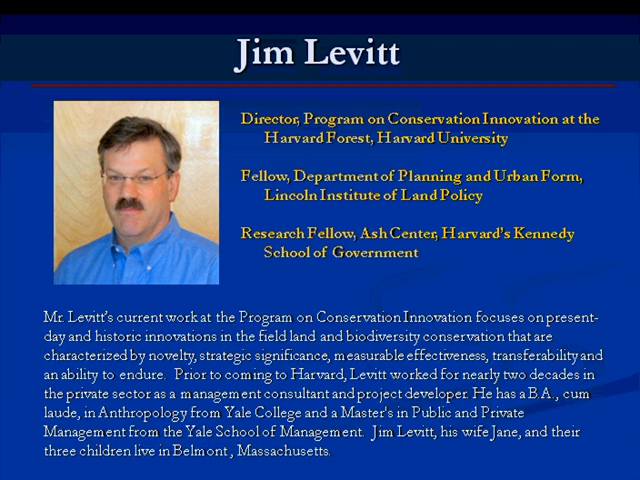 Jim Levitt
Director, Program on Conservation Innovation at the
Harvard Forest, Harvard University
Fellow, Department of Planning and Urban Form,
Lincoln Institute of Land Policy
Research Fellow, Ash Center, Harvard's Kennedy
School of Government
Mr. Levitt's current work at the Program on Conservation Innovation focuses on present-
day and historic innovations in the field land and biodiversity conservation that are
characterized by novelty, strategic significance, measurable effectiveness, transferability and
an ability to endure. Prior to coming to Harvard, Levitt worked for nearly two decades in
the private sector as a management consultant and project developer. He has a B.A., cum
laude, in Anthropology from Yale College and a Master's in Public and Private
Management from the Yale School of Management. Jim Levitt, his wife Jane, and their
three children live in Belmont , Massachusetts.